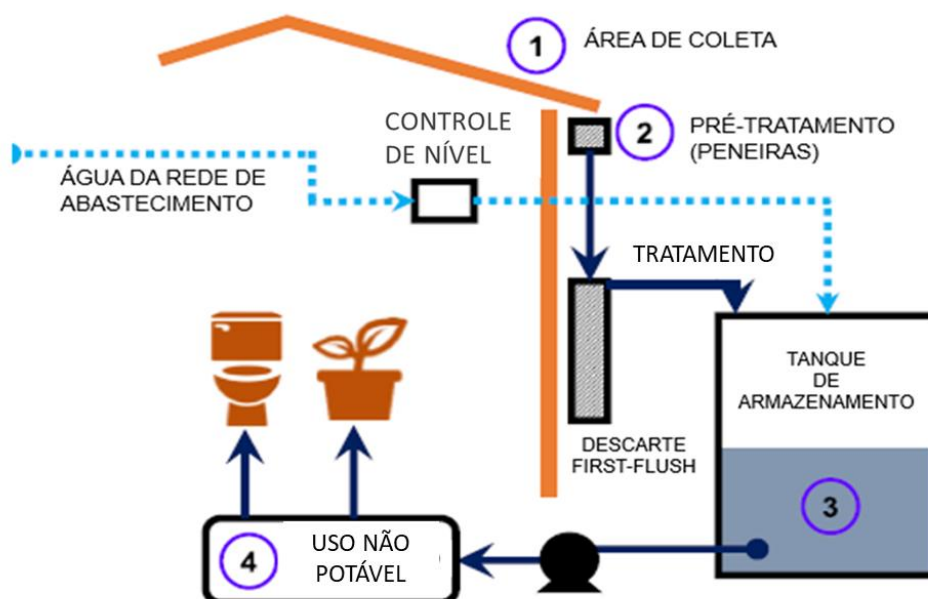 1
ÁREA DE COLETA
2
PRÉ-TRATAMENTO
(PENEIRAS)
CONTROLE
DE NÍVEL
ÁGUA DA REDE DE
ABASTECIMENTO
TRATAMENTO
TANQUE
DE
ARMAZENAMENTO
DESCARTE
FIRST-FLUSH
3
4
USO NÃO
POTÁVEL